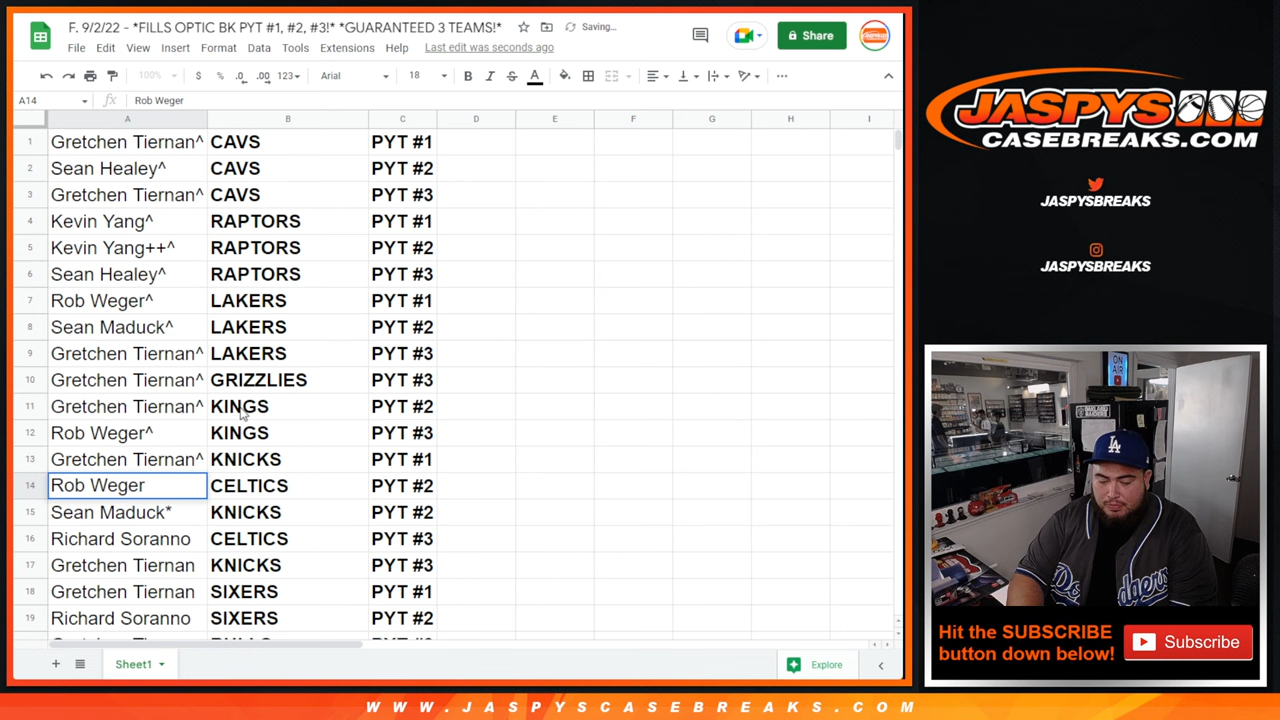 F. 9/2/22 - *FILLS OPTIC BK PYT #1, #2, #3!* *GUARANTEED 3 TEAMS!*
Saving...
File Edit View Insert Format Data Tools Extensions Help Last edit was seconds ago
Share
100% $ % .0 .00 123 Arial 18 B I S A
A14 fx Rob Weger
A B C D E F G H I
1 Gretchen Tiernan^ CAVS PYT #1
2 Sean Healey^ CAVS PYT #2
3 Gretchen Tiernan^ CAVS PYT #3
4 Kevin Yang^ RAPTORS PYT #1
5 Kevin Yang++^ RAPTORS PYT #2
6 Sean Healey^ RAPTORS PYT #3
7 Rob Weger^ LAKERS PYT #1
8 Sean Maduck^ LAKERS PYT #2
9 Gretchen Tiernan^ LAKERS PYT #3
10 Gretchen Tiernan^ GRIZZLIES PYT #3
11 Gretchen Tiernan^ KINGS PYT #2
12 Rob Weger^ KINGS PYT #3
13 Gretchen Tiernan^ KNICKS PYT #1
14 Rob Weger CELTICS PYT #2
15 Sean Maduck* KNICKS PYT #2
16 Richard Soranno CELTICS PYT #3
17 Gretchen Tiernan KNICKS PYT #3
18 Gretchen Tiernan SIXERS PYT #1
19 Richard Soranno SIXERS PYT #2
Sheet1
Explore
JASPYS
CASEBREAKS.COM
JASPYSBREAKS
JASPYSBREAKS
ON
AIR
LA
Hit the SUBSCRIBE
button down below!
Subscribe
WWW.JASPYSCASEBREAKS.COM